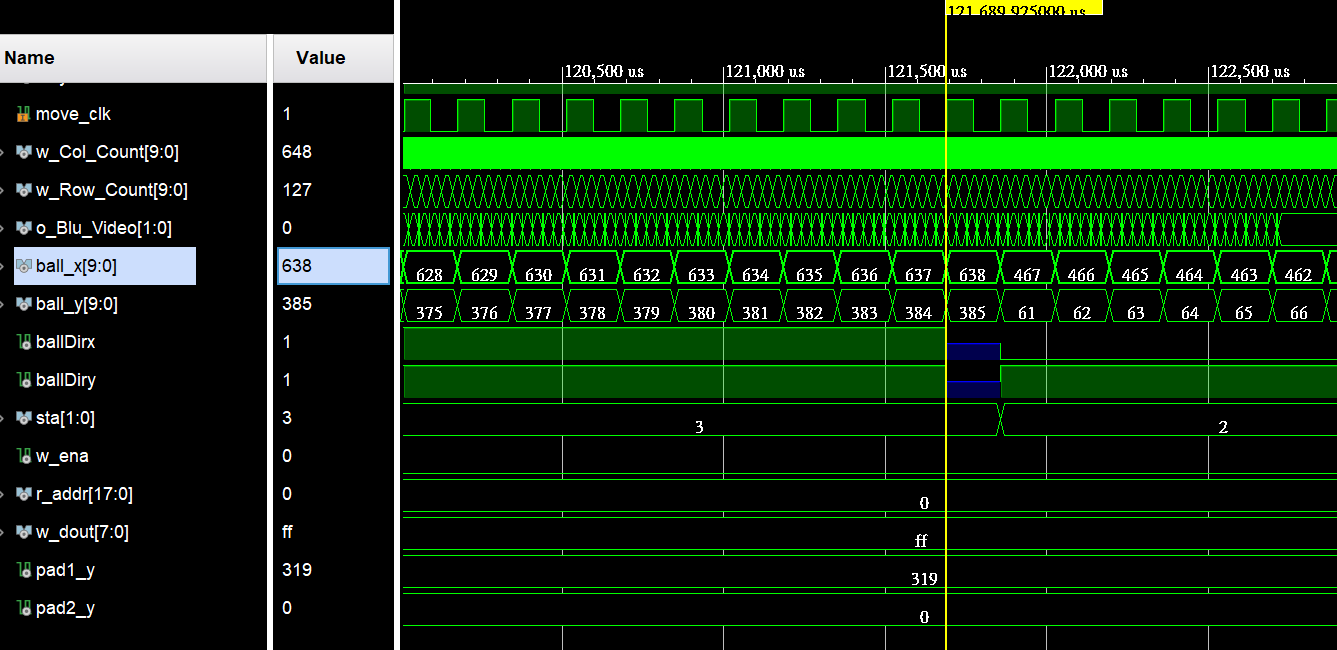 121,689.925000 us
Name Value
120,500 us 121,000 us 121,500 us 122,000 us 122,500 us
move_clk 1
w_Col_Count[9:0] 648
w_Row_Count[9:0] 127
o_Blu_Video[1:0] 0
ball_x[9:0] 638 628 629 630 631 632 633 634 635 636 637 638 467 466 465 464 463 462
ball_y[9:0] 385 375 376 377 378 379 380 381 382 383 384 385 61 62 63 64 65 66
ballDirx 1
ballDiry 1
sta[1:0] 3 3 2
w_ena 0
r_addr[17:0] 0 0
w_dout[7:0] ff ff
pad1_y 319 319
pad2_y 0 0